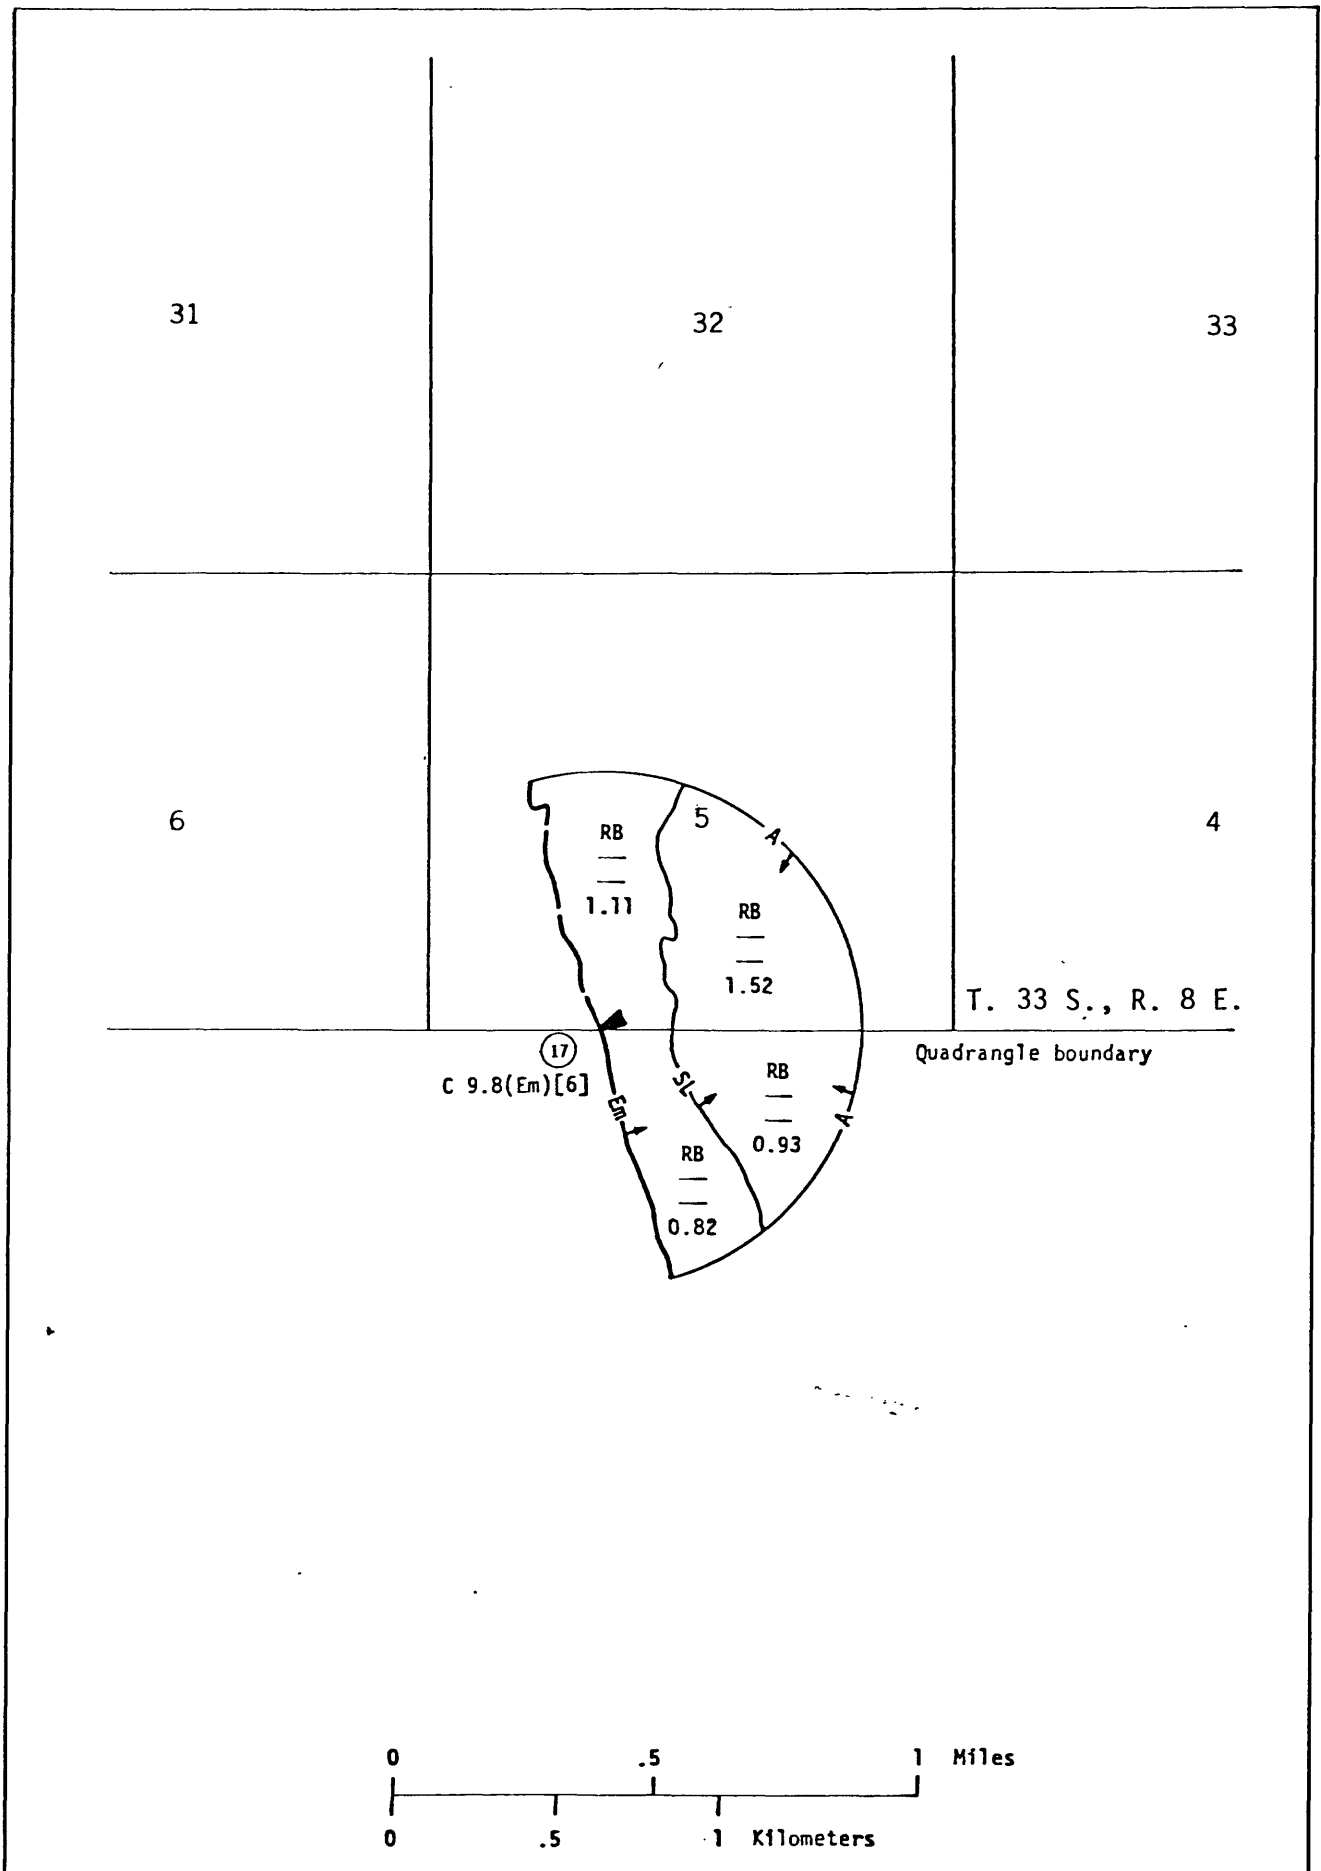 31
32
33
6
5
4
A
RB
1.11
RB
1.52
T. 33 S., R. 8 E.
Quadrangle boundary
17
C 9.8(Em)[6]
Em
SL
RB
0.93
A
RB
0.82
0 .5 1 Miles
0 .5 1 Kilometers